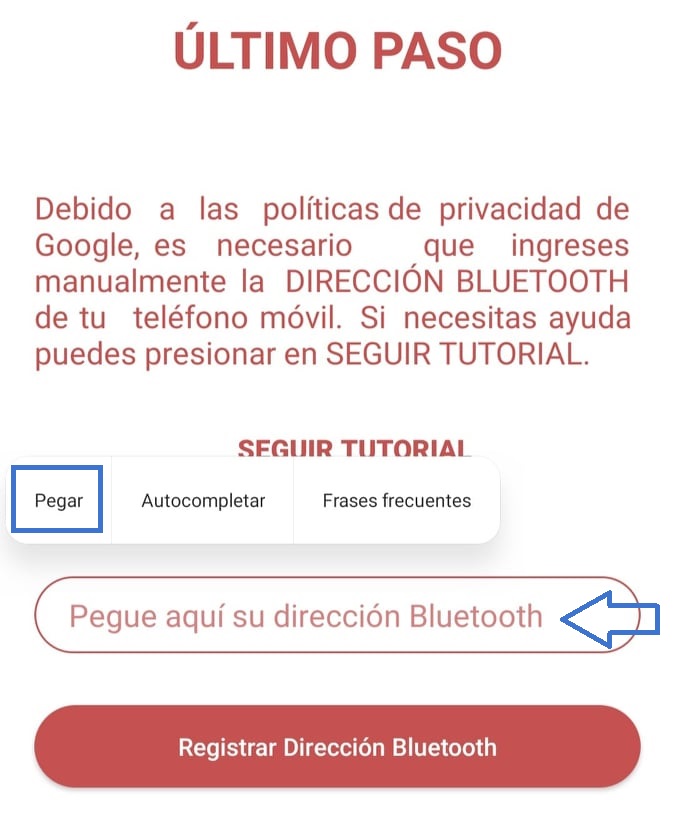 ÚLTIMO PASO
Debido a las políticas de privacidad de
Google, es necesario que ingreses
manualmente la DIRECCIÓN BLUETOOTH
de tu teléfono móvil. Si necesitas ayuda
puedes presionar en SEGUIR TUTORIAL.
SEGUIR TUTORIAL
Pegar Autocompletar Frases frecuentes
Pegue aquí su dirección Bluetooth
Registrar Dirección Bluetooth